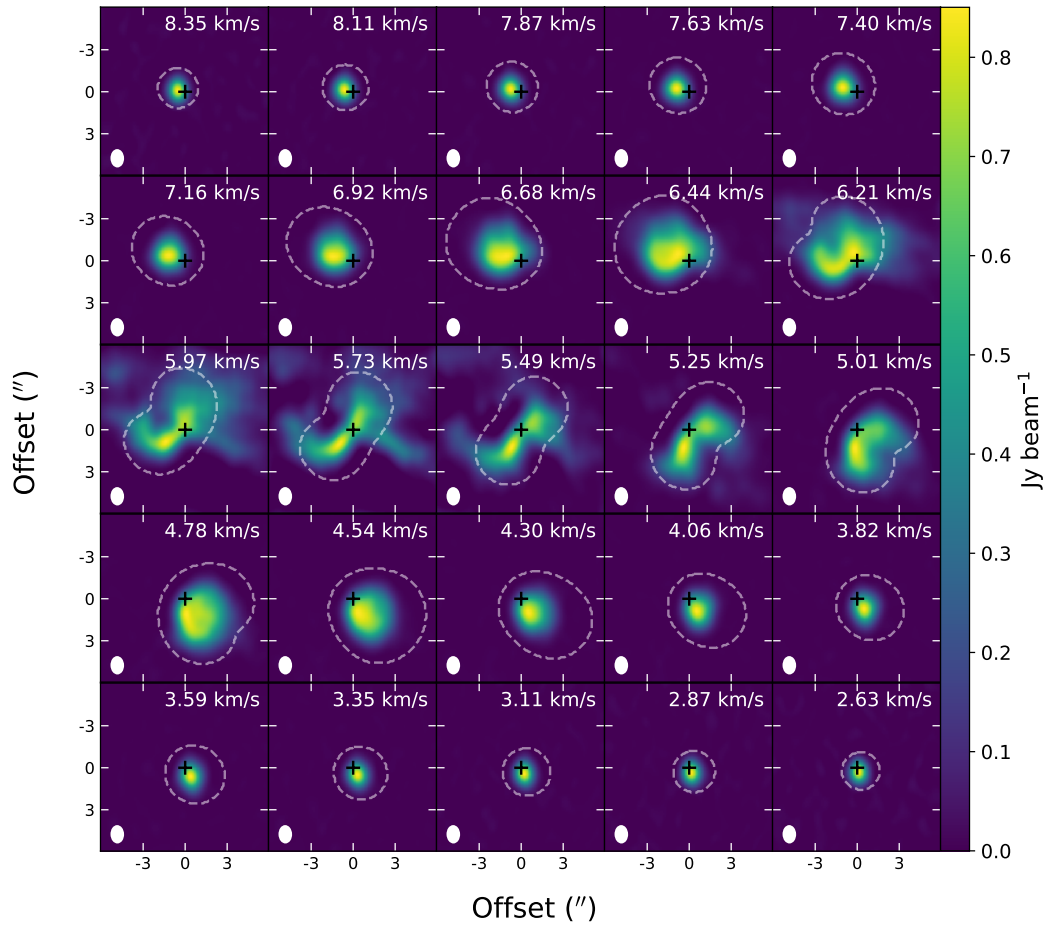 8.35 km/s 8.11 km/s 7.87 km/s 7.63 km/s 7.40 km/s
-3
0
3
7.16 km/s 6.92 km/s 6.68 km/s 6.44 km/s 6.21 km/s
-3
0
3
5.97 km/s 5.73 km/s 5.49 km/s 5.25 km/s 5.01 km/s
-3
0
3
4.78 km/s 4.54 km/s 4.30 km/s 4.06 km/s 3.82 km/s
-3
0
3
3.59 km/s 3.35 km/s 3.11 km/s 2.87 km/s 2.63 km/s
-3
0
3
-3 0 3 -3 0 3 -3 0 3 -3 0 3 -3 0 3
Offset (″)
Offset (″)
0.8
0.7
0.6
0.5
0.4
0.3
0.2
0.1
0.0
Jy beam⁻¹